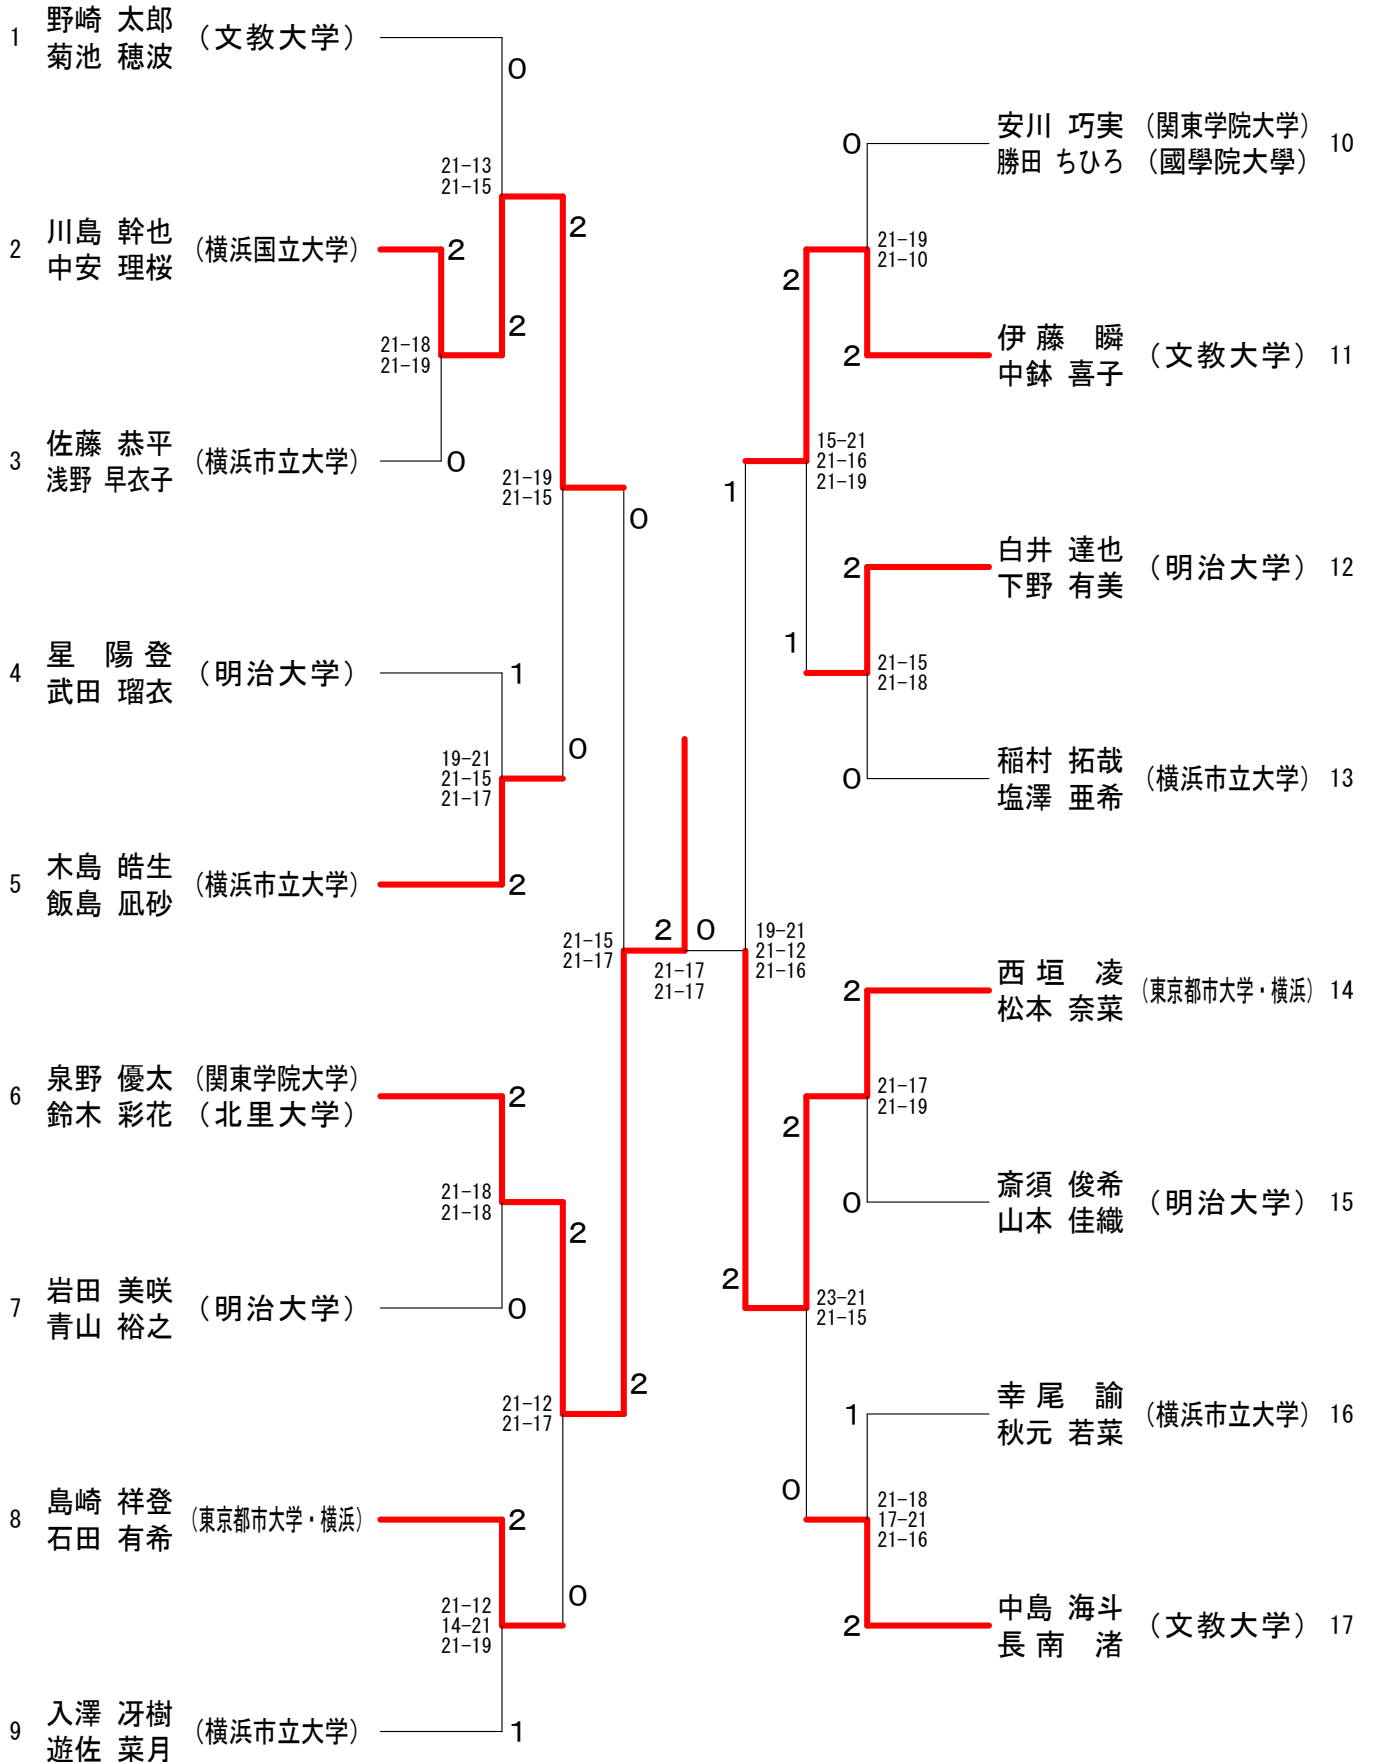 1 野崎 太郎 (文教大学)
菊池 穂波
0
21-13
21-15
2
2 川島 幹也 (横浜国立大学)
中安 理桜
2
2
21-18
21-19
3 佐藤 恭平 (横浜市立大学)
浅野 早衣子
0
21-19
21-15
0
4 星 陽登 (明治大学)
武田 瑠衣
1
19-21
21-15
21-17
0
5 木島 皓生 (横浜市立大学)
飯島 凪砂
2
21-15
21-17
2 0
21-17
21-17
6 泉野 優太 (関東学院大学)
鈴木 彩花 (北里大学)
2
21-18
21-18
2
7 岩田 美咲 (明治大学)
青山 裕之
0
21-12
21-17
2
8 島崎 祥登 (東京都市大学・横浜)
石田 有希
2
21-12
14-21
21-19
0
9 入澤 冴樹 (横浜市立大学)
遊佐 菜月
1
0
安川 巧実 (関東学院大学) 10
勝田 ちひろ (國學院大學)
2
21-19
21-10
2
伊藤 瞬 (文教大学) 11
中鉢 喜子
1
15-21
21-16
21-19
2
白井 達也 (明治大学) 12
下野 有美
1
21-15
21-18
0
稲村 拓哉 (横浜市立大学) 13
塩澤 亜希
19-21
21-12
21-16
2
西垣 凌 (東京都市大学・横浜) 14
松本 奈菜
2
21-17
21-19
0
斎須 俊希 (明治大学) 15
山本 佳織
2
23-21
21-15
1
幸尾 諭 (横浜市立大学) 16
秋元 若菜
0
21-18
17-21
21-16
2
中島 海斗 (文教大学) 17
長南 渚